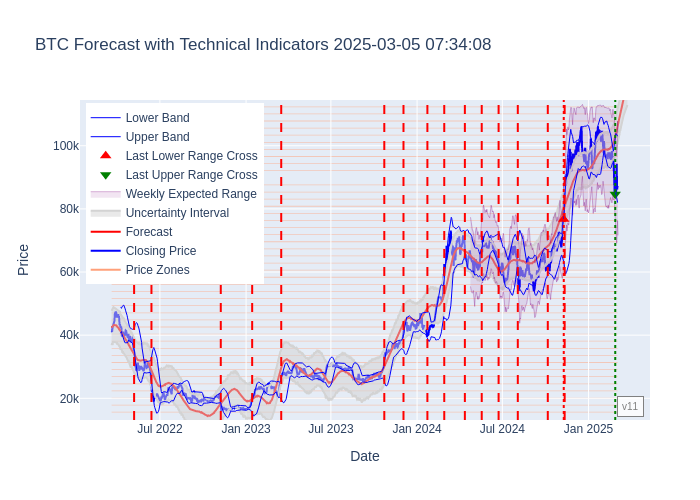 BTC Forecast with Technical Indicators 2025-03-05 07:34:08
Lower Band
Upper Band
Last Lower Range Cross
Last Upper Range Cross
Weekly Expected Range
Uncertainty Interval
Forecast
Closing Price
Price Zones
100k
80k
60k
40k
20k
Price
Jul 2022
Jan 2023
Jul 2023
Jan 2024
Jul 2024
Jan 2025
Date
v11